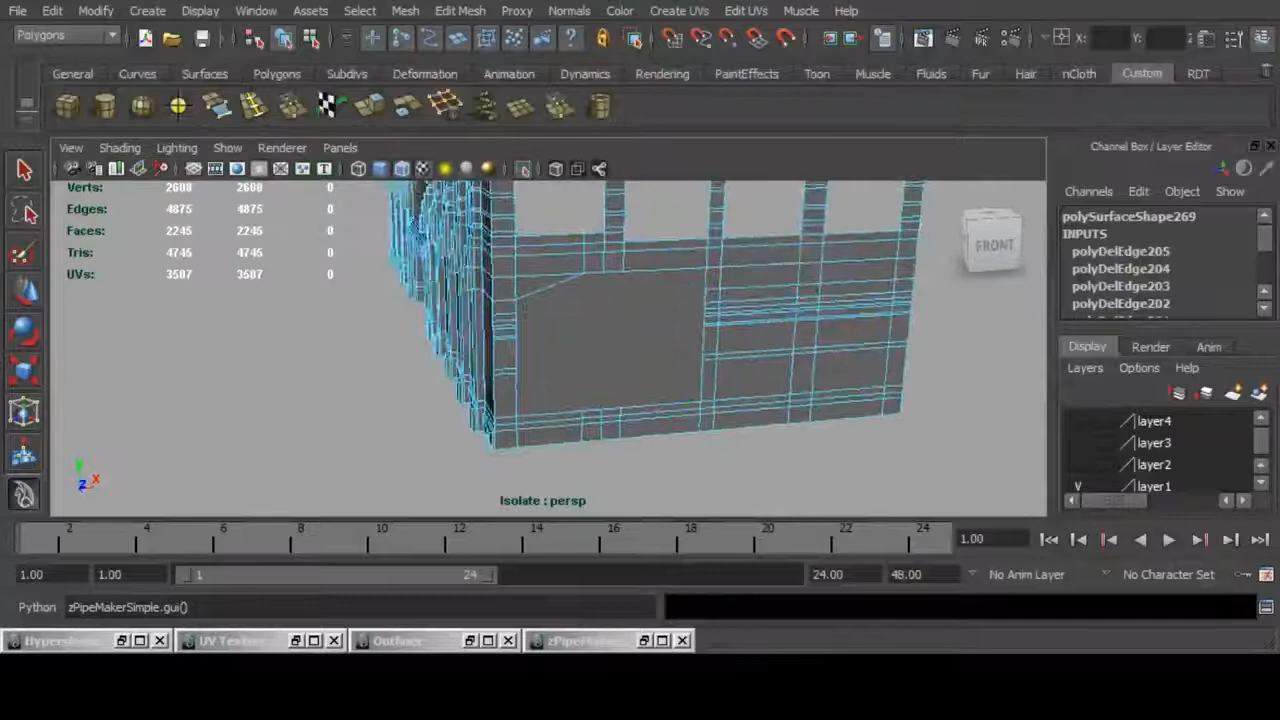 File Edit Modify Create Display Window Assets Select Mesh Edit Mesh Proxy Normals Color Create UVs Edit UVs Muscle Help
Polygons X: Y:
General Curves Surfaces Polygons Subdivs Deformation Animation Dynamics Rendering PaintEffects Toon Muscle Fluids Fur Hair nCloth Custom RDT
View Shading Lighting Show Renderer Panels
Channel Box / Layer Editor
Channels Edit Object Show
Verts: 2608 2608 0
Edges: 4875 4875 0
Faces: 2245 2245 0
Tris: 4745 4745 0
UVs: 3507 3507 0
FRONT
polySurfaceShape269
INPUTS
polyDelEdge205
polyDelEdge204
polyDelEdge203
polyDelEdge202
Display Render Anim
Layers Options Help
layer4
layer3
layer2
V layer1
y x z
Isolate : persp
2 4 6 8 10 12 14 16 18 20 22 24 1.00
1.00 1.00 1 24 24.00 48.00 No Anim Layer No Character Set
Python zPipeMakerSimple.gui()
UV Textu Outliner